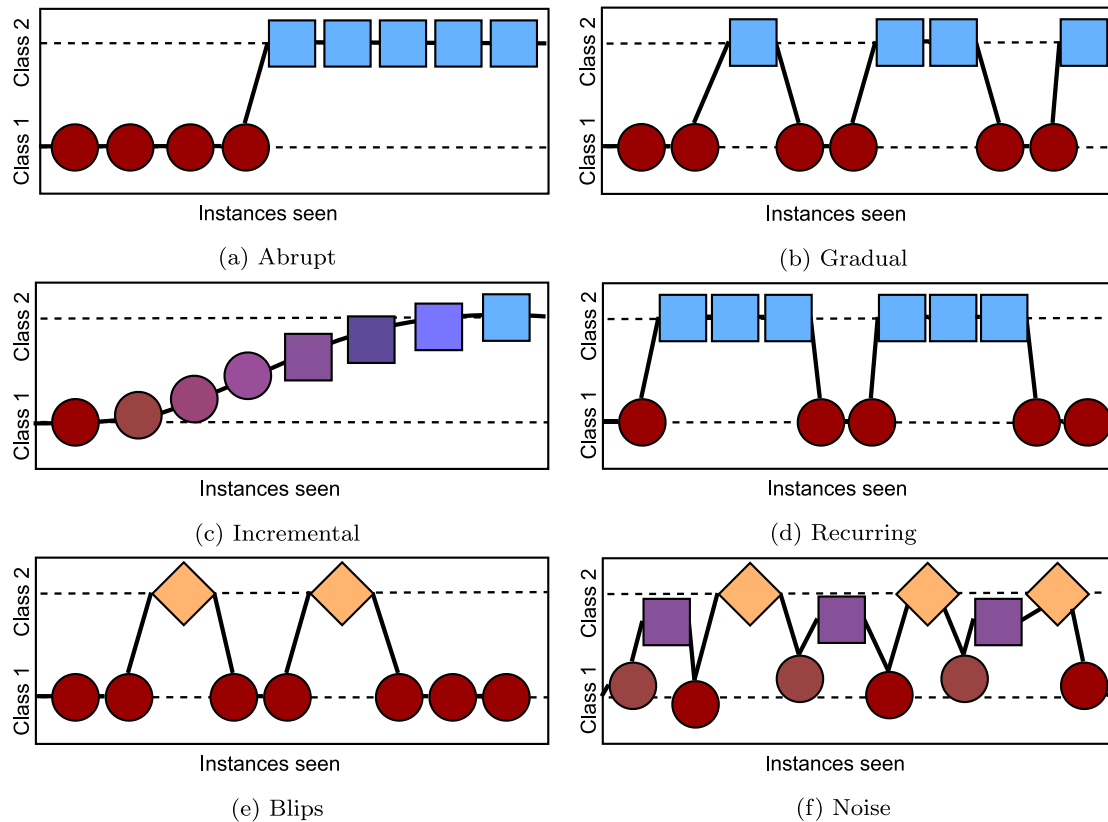 Class 2
Class 1
Instances seen
(a) Abrupt
Class 2
Class 1
Instances seen
(b) Gradual
Class 2
Class 1
Instances seen
(c) Incremental
Class 2
Class 1
Instances seen
(d) Recurring
Class 2
Class 1
Instances seen
(e) Blips
Class 2
Class 1
Instances seen
(f) Noise